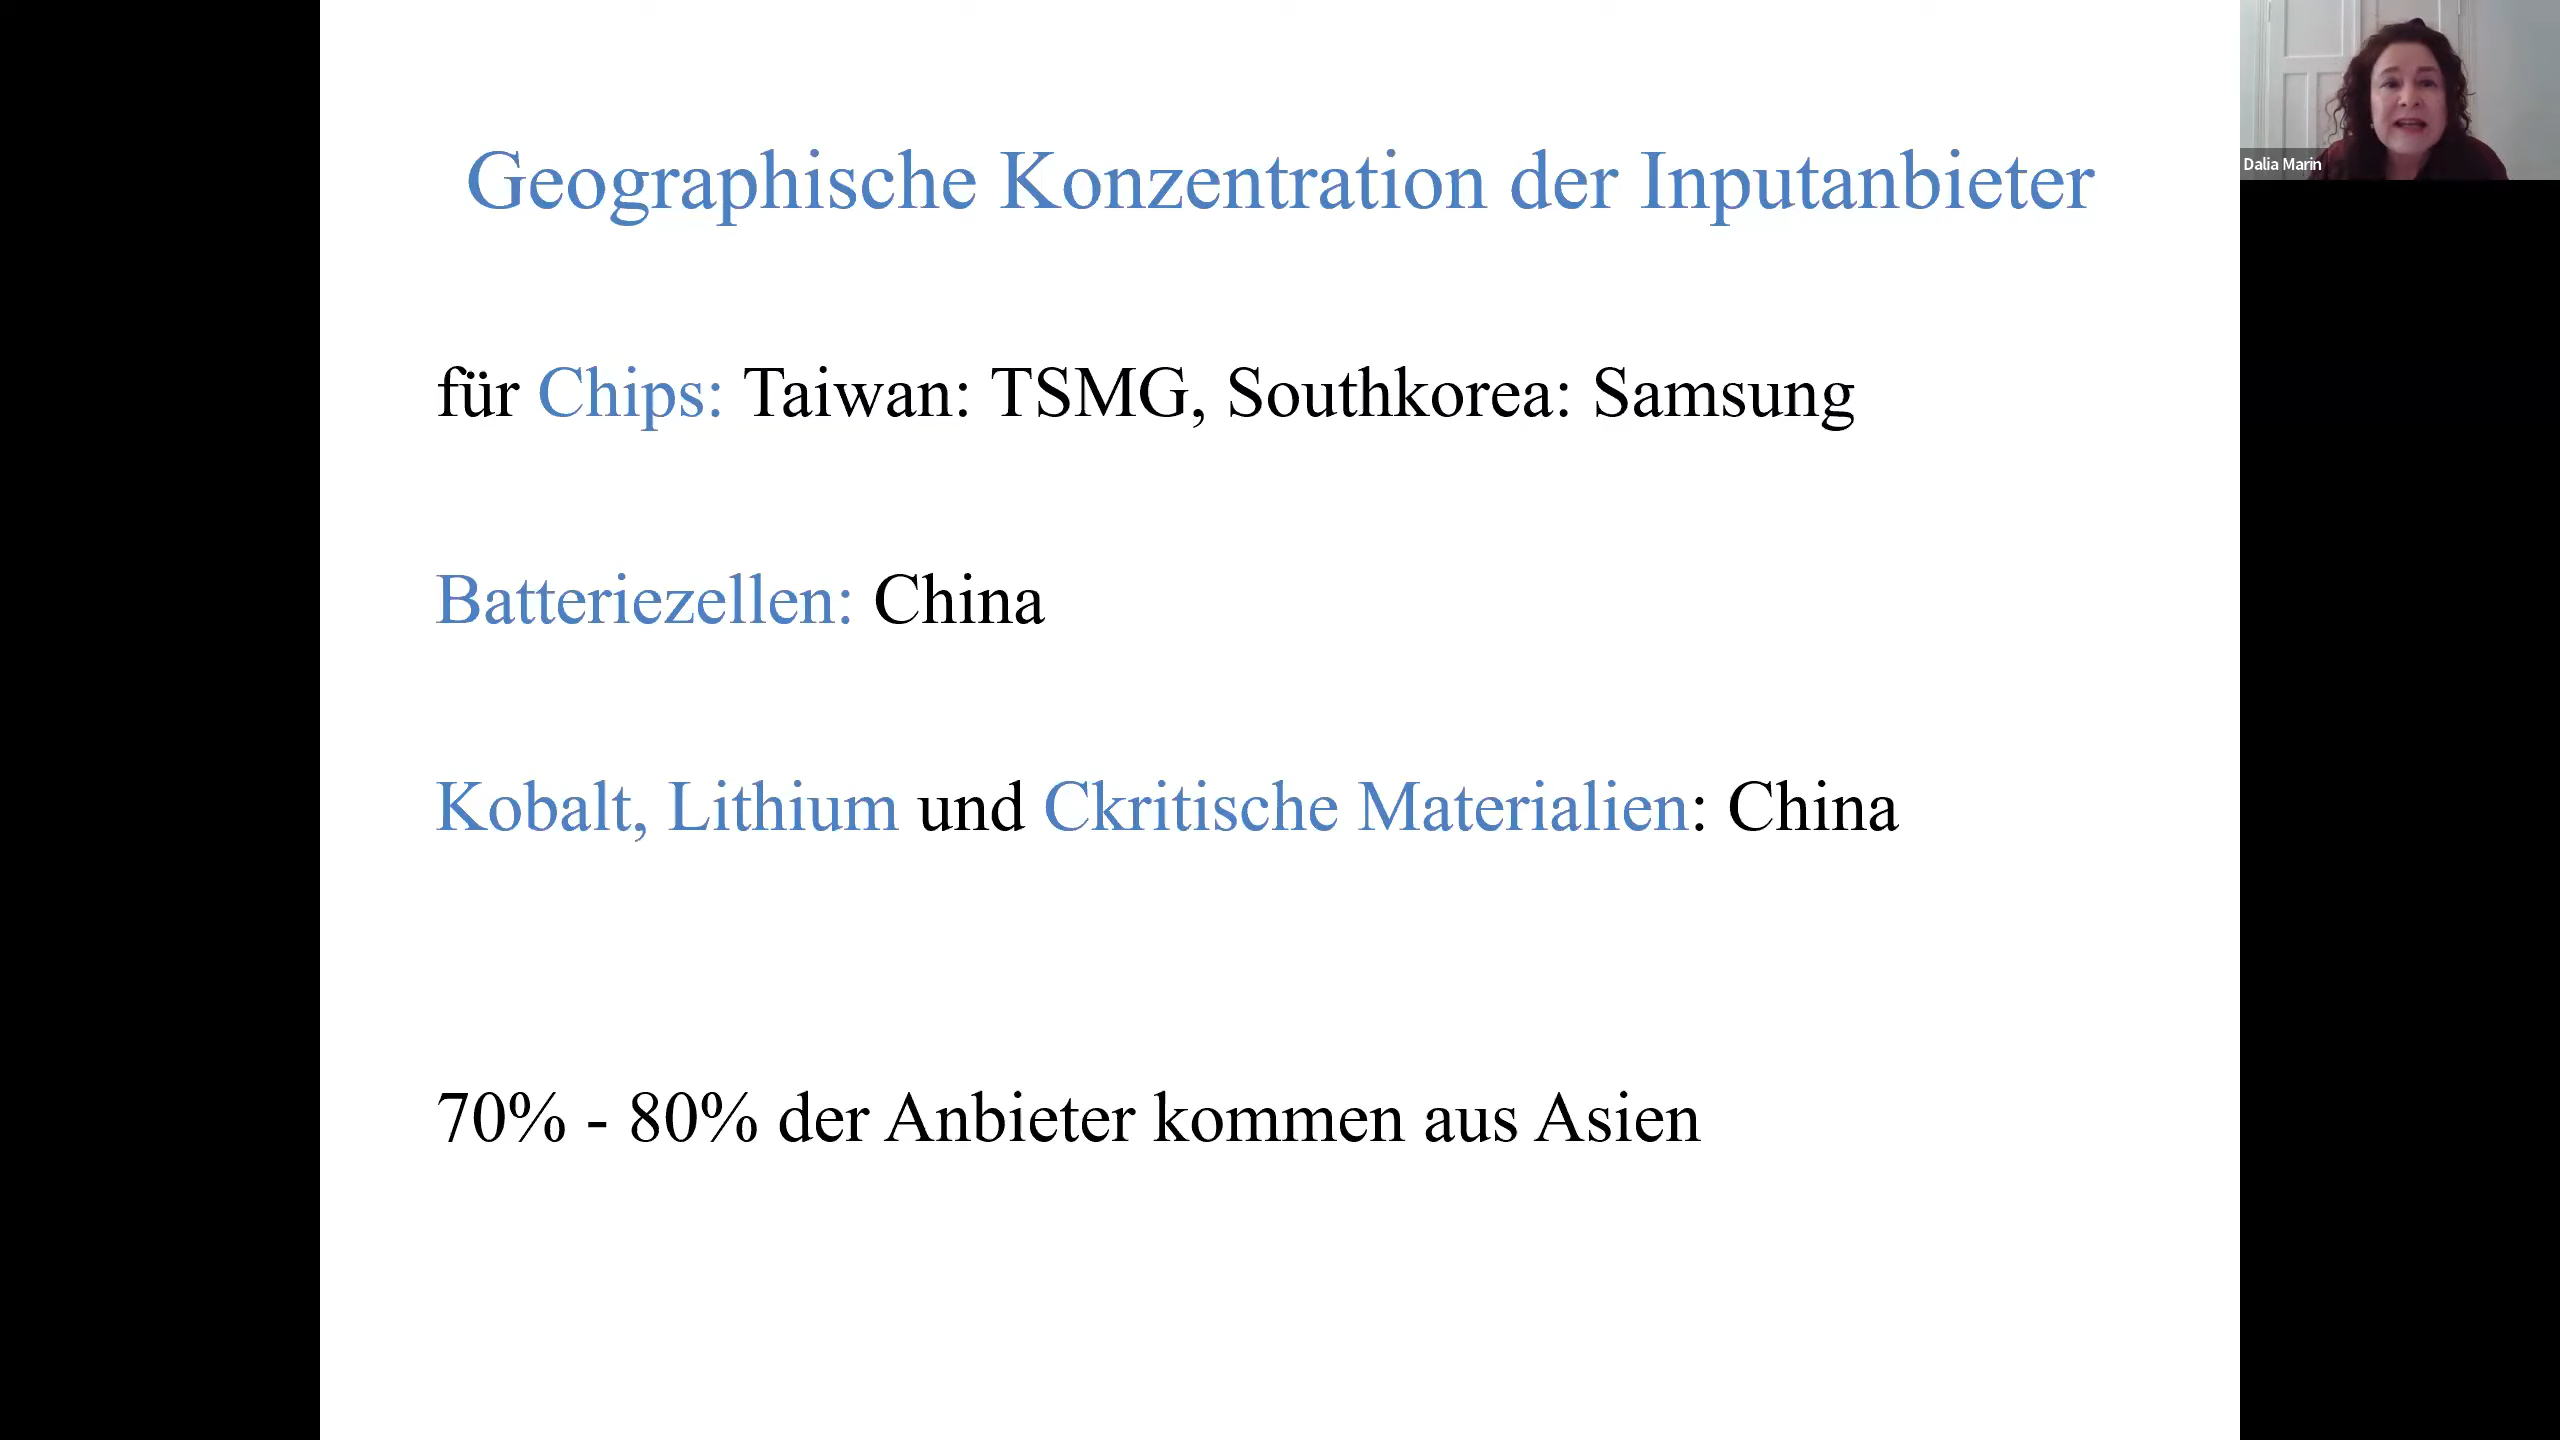 Geographische Konzentration der Inputanbieter
Dalia Marin
für Chips: Taiwan: TSMG, Southkorea: Samsung
Batteriezellen: China
Kobalt, Lithium und Ckritische Materialien: China
70% - 80% der Anbieter kommen aus Asien